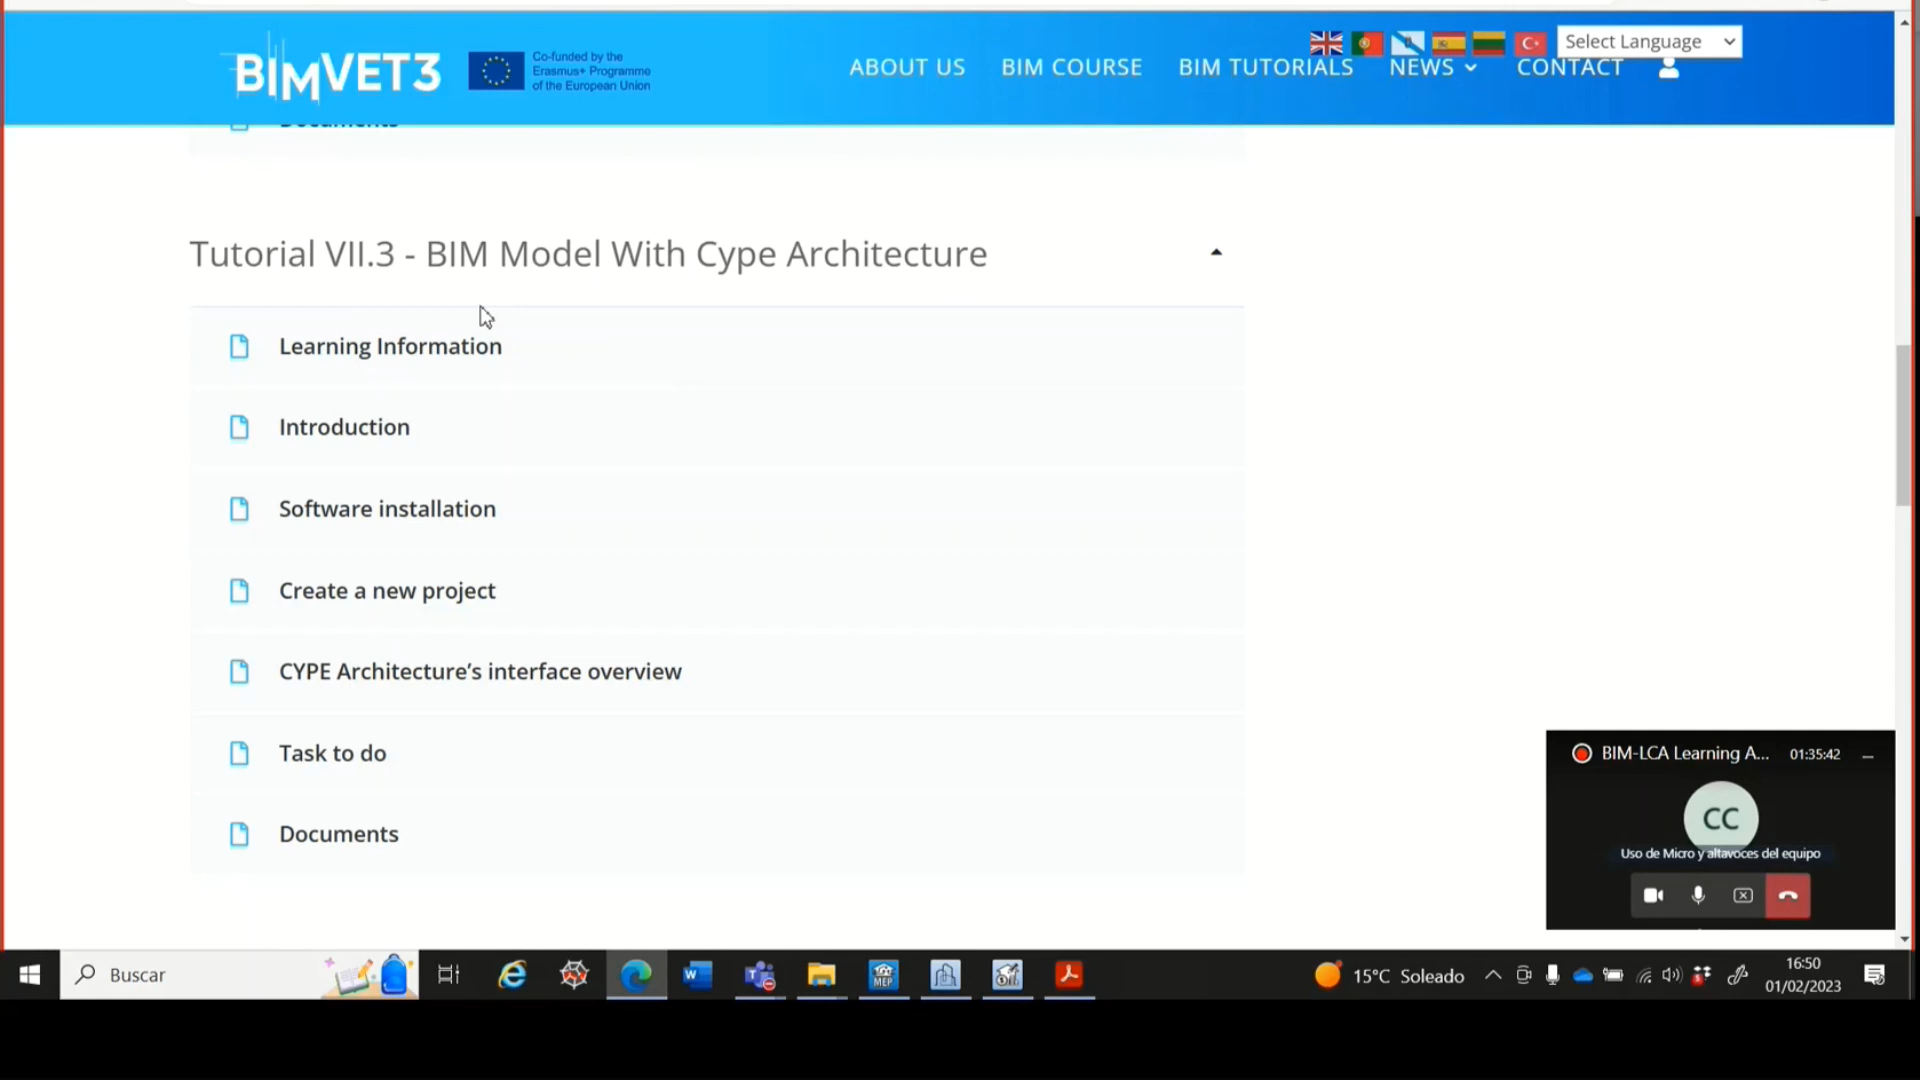 BIMVET3
Co-funded by the
Erasmus+ Programme
of the European Union
ABOUT US
BIM COURSE
BIM TUTORIALS
NEWS
CONTACT
Select Language
Documents
Tutorial VII.3 - BIM Model With Cype Architecture
Learning Information
Introduction
Software installation
Create a new project
CYPE Architecture’s interface overview
Task to do
Documents
BIM-LCA Learning A...
01:35:42
CC
Uso de Micro y altavoces del equipo
Buscar
MEP
15°C Soleado
16:50
01/02/2023